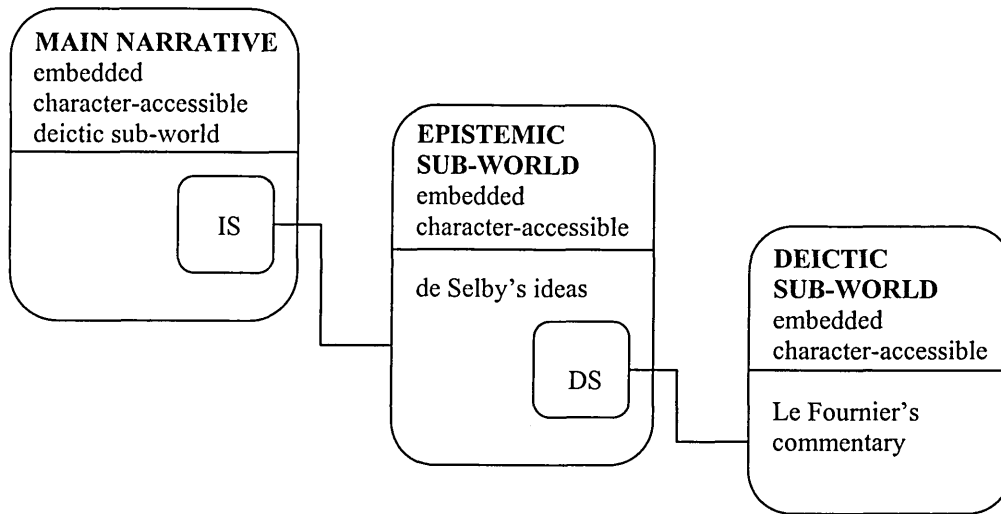 MAIN NARRATIVE
embedded
character-accessible
deictic sub-world
IS
EPISTEMIC
SUB-WORLD
embedded
character-accessible
de Selby's ideas
DS
DEICTIC
SUB-WORLD
embedded
character-accessible
Le Fournier's
commentary